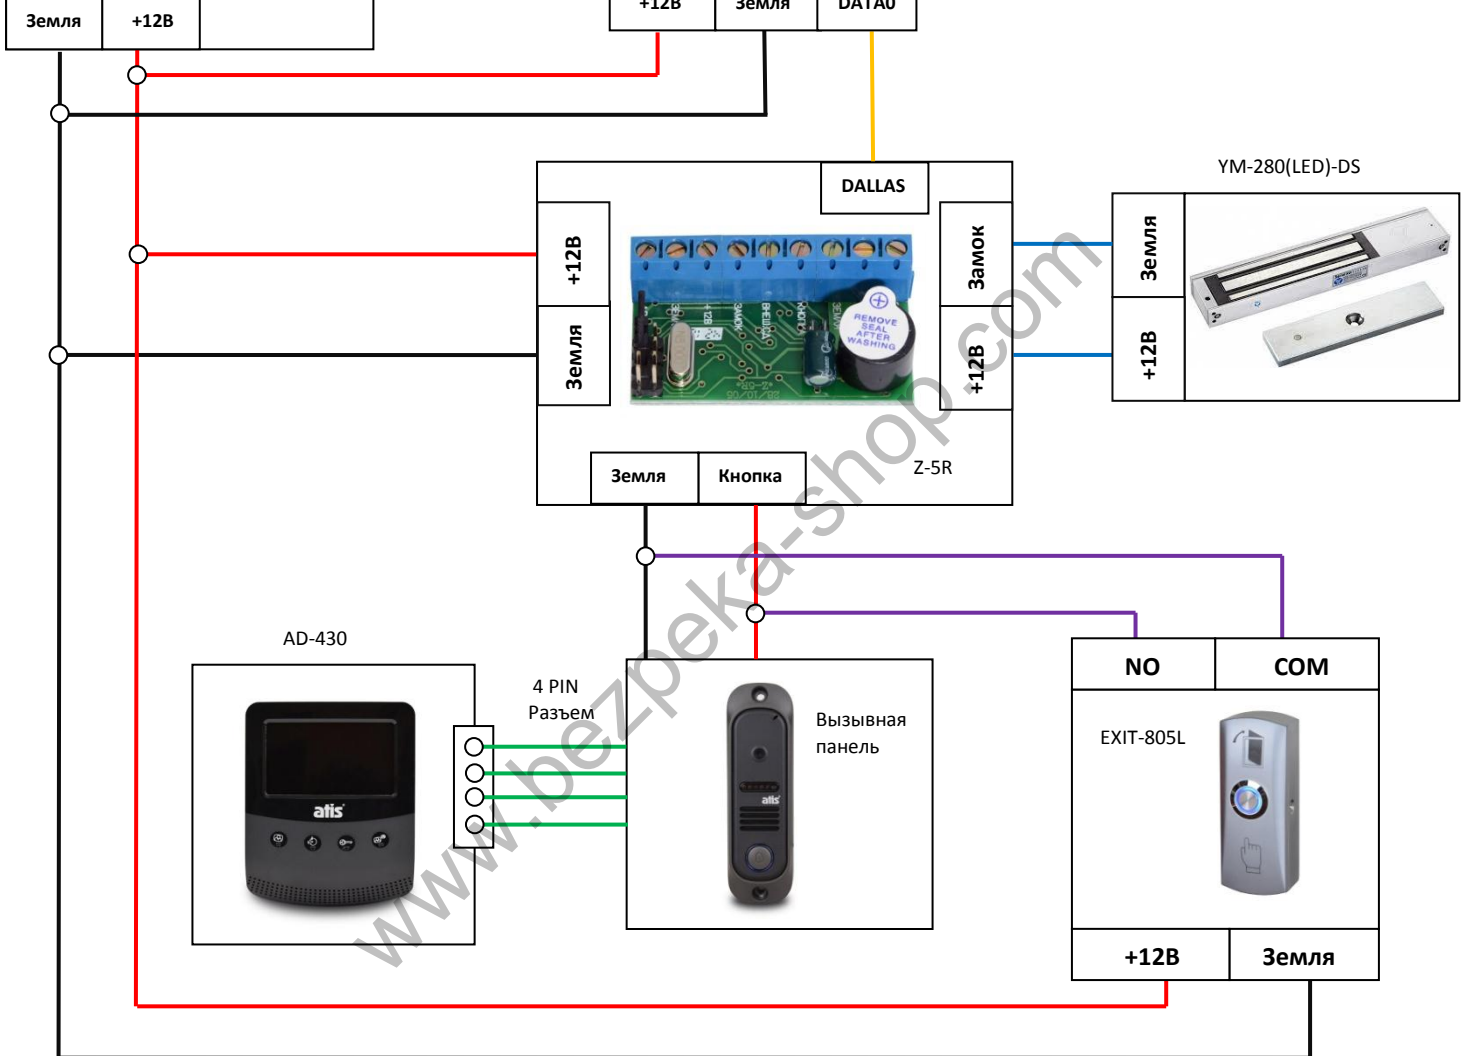 +12В Земля DATA0
Земля +12В
YM-280(LED)-DS
DALLAS
+12В
Земля
Замок
+12В
Земля
+12В
ЗАМОК
КНОПКА
REMOVE
SEAL
AFTER
WASHING
Z-5R
Земля Кнопка
AD-430
4 PIN
Разъем
atis
Вызывная
панель
atis
NO COM
EXIT-805L
+12В Земля
www.bezpeka-shop.com